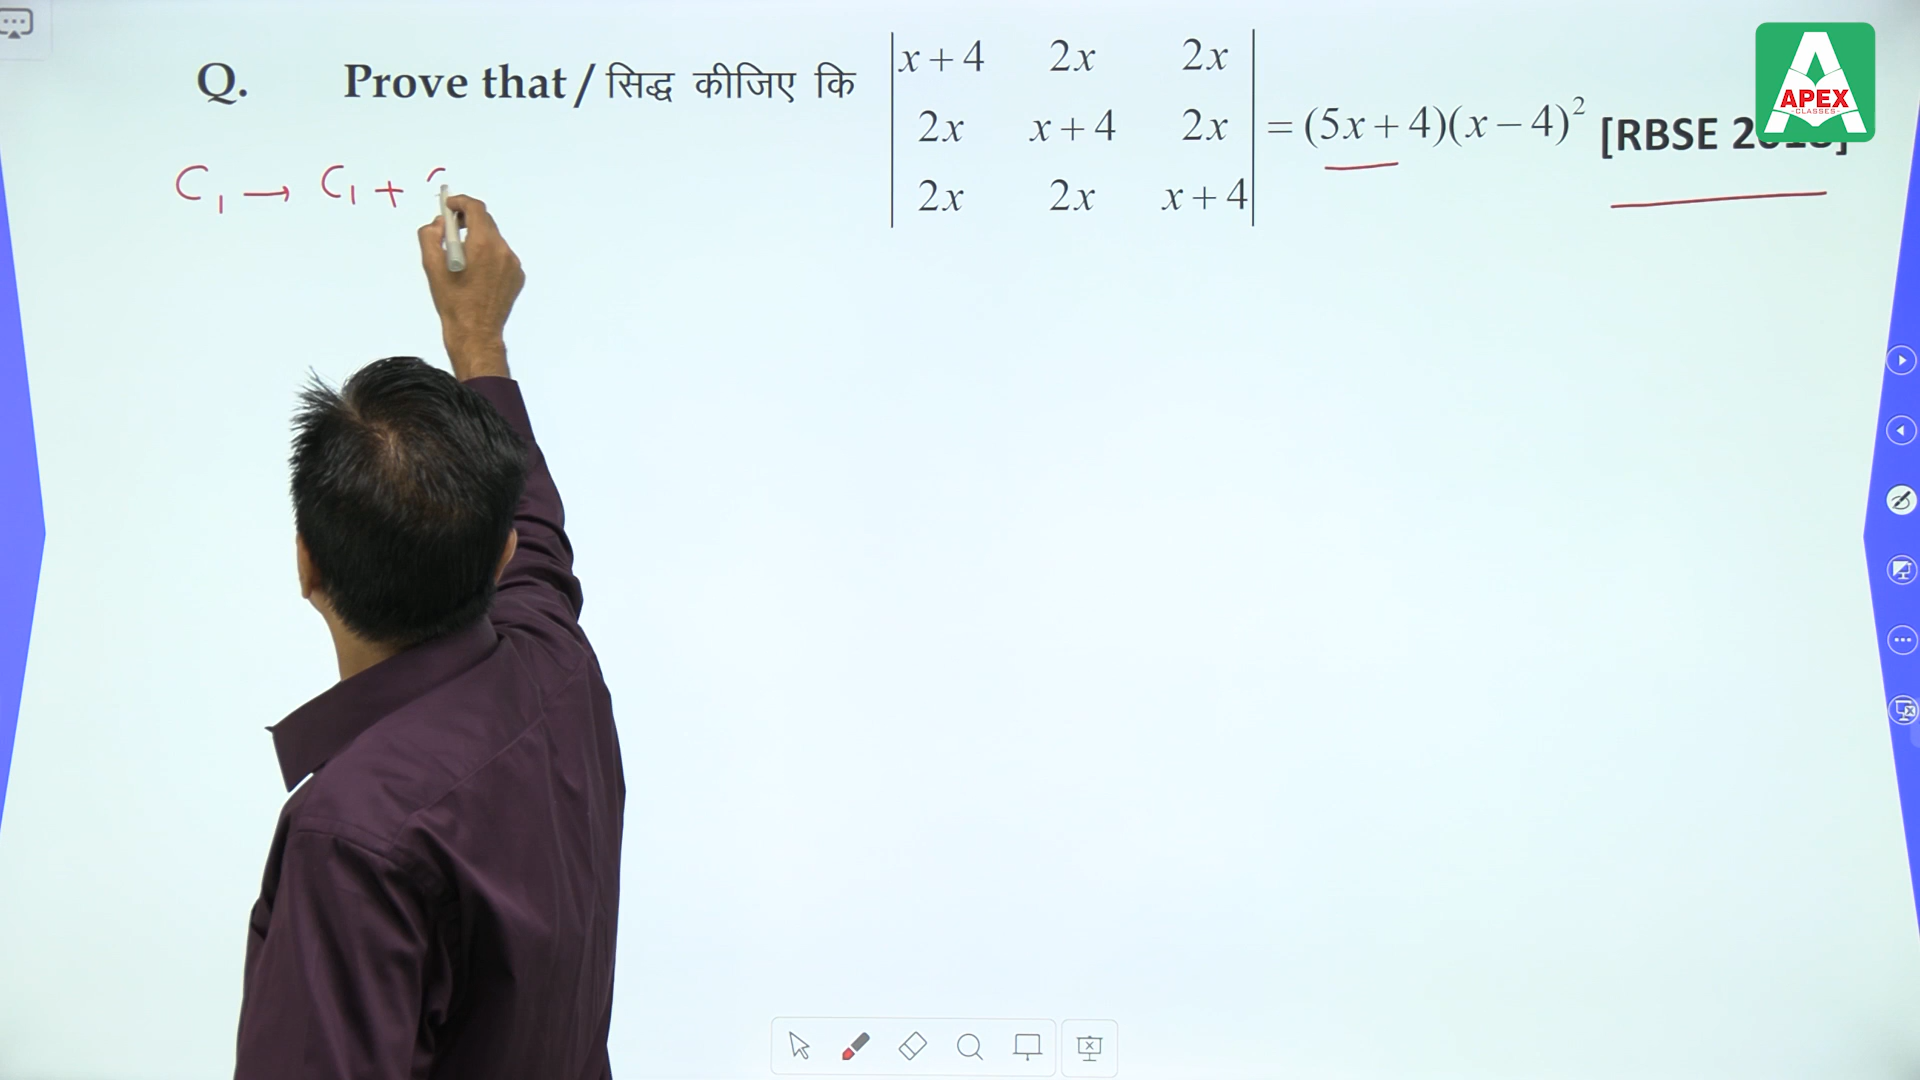 Q. Prove that / सिद्ध कीजिए कि
x + 4 2x 2x
2x x + 4 2x
2x 2x x + 4
= (5x + 4)(x − 4)² [RBSE
C₁ → C₁ +
APEX
CLASSES